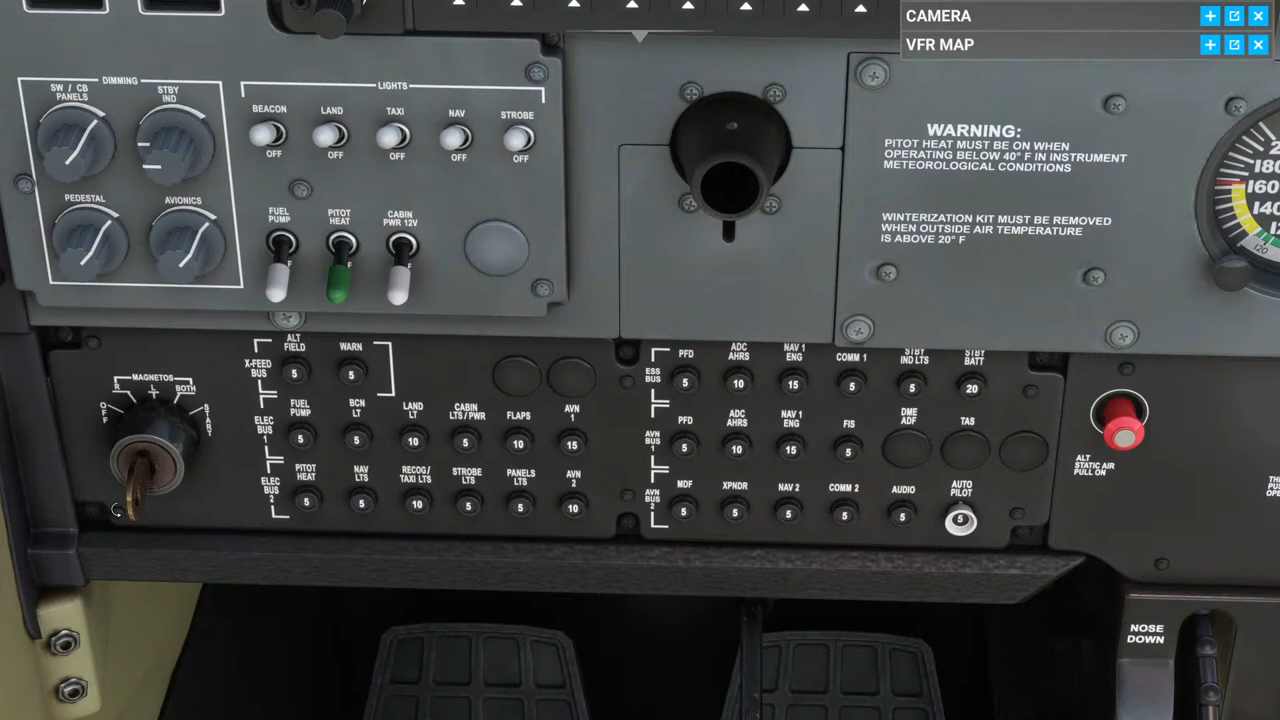 CAMERA
VFR MAP
DIMMING
SW / CB
PANELS
STBY
IND
PEDESTAL
AVIONICS
LIGHTS
BEACON
LAND
TAXI
NAV
STROBE
OFF
OFF
OFF
OFF
OFF
FUEL
PUMP
PITOT
HEAT
CABIN
PWR 12V
WARNING:
PITOT HEAT MUST BE ON WHEN
OPERATING BELOW 40° F IN INSTRUMENT
METEOROLOGICAL CONDITIONS
WINTERIZATION KIT MUST BE REMOVED
WHEN OUTSIDE AIR TEMPERATURE
IS ABOVE 20° F
160
120
MAGNETOS
OFF
R
L
BOTH
START
X-FEED
BUS
ALT
FIELD
5
WARN
5
ELEC
BUS
1
FUEL
PUMP
5
BCN
LT
5
LAND
LT
10
CABIN
LTS / PWR
5
FLAPS
10
AVN
1
15
ELEC
BUS
2
PITOT
HEAT
5
NAV
LTS
5
RECOG/
TAXI LTS
10
STROBE
LTS
5
PANELS
LTS
5
AVN
2
10
ESS
BUS
PFD
5
ADC
AHRS
10
NAV 1
ENG
15
COMM 1
5
STBY
IND LTS
5
STBY
BATT
20
AVN
BUS
1
PFD
5
ADC
AHRS
10
NAV 1
ENG
15
FIS
5
DME
ADF
TAS
AVN
BUS
2
MDF
5
XPNDR
5
NAV 2
5
COMM 2
5
AUDIO
5
AUTO
PILOT
5
ALT
STATIC AIR
PULL ON
NOSE
DOWN